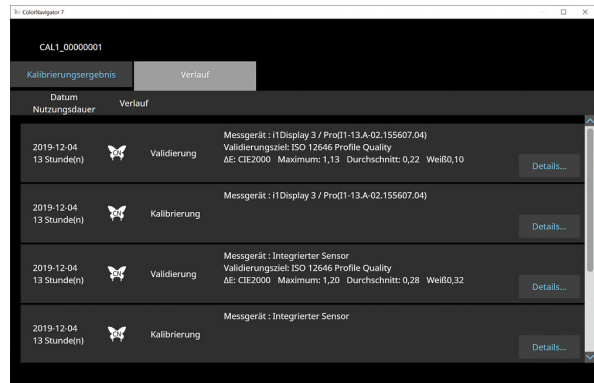 ColorNavigator 7
CAL1_00000001
Kalibrierungsergebnis Verlauf
Datum
Nutzungsdauer Verlauf
Messgerät : i1Display 3 / Pro(I1-13.A-02.155607.04)
2019-12-04 Validierungsziel: ISO 12646 Profile Quality
13 Stunde(n) CN Validierung ΔE: CIE2000 Maximum: 1,13 Durchschnitt: 0,22 Weiß0,10
Details...
Messgerät : i1Display 3 / Pro(I1-13.A-02.155607.04)
2019-12-04
13 Stunde(n) CN Kalibrierung
Details...
Messgerät : Integrierter Sensor
2019-12-04 Validierungsziel: ISO 12646 Profile Quality
13 Stunde(n) CN Validierung ΔE: CIE2000 Maximum: 1,20 Durchschnitt: 0,28 Weiß0,32
Details...
Messgerät : Integrierter Sensor
2019-12-04
13 Stunde(n) CN Kalibrierung
Details...